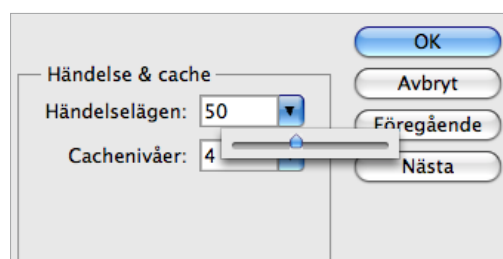 OK
Händelse & cache
Avbryt
Händelselägen: 50
Föregående
Cachenivåer: 4
Nästa